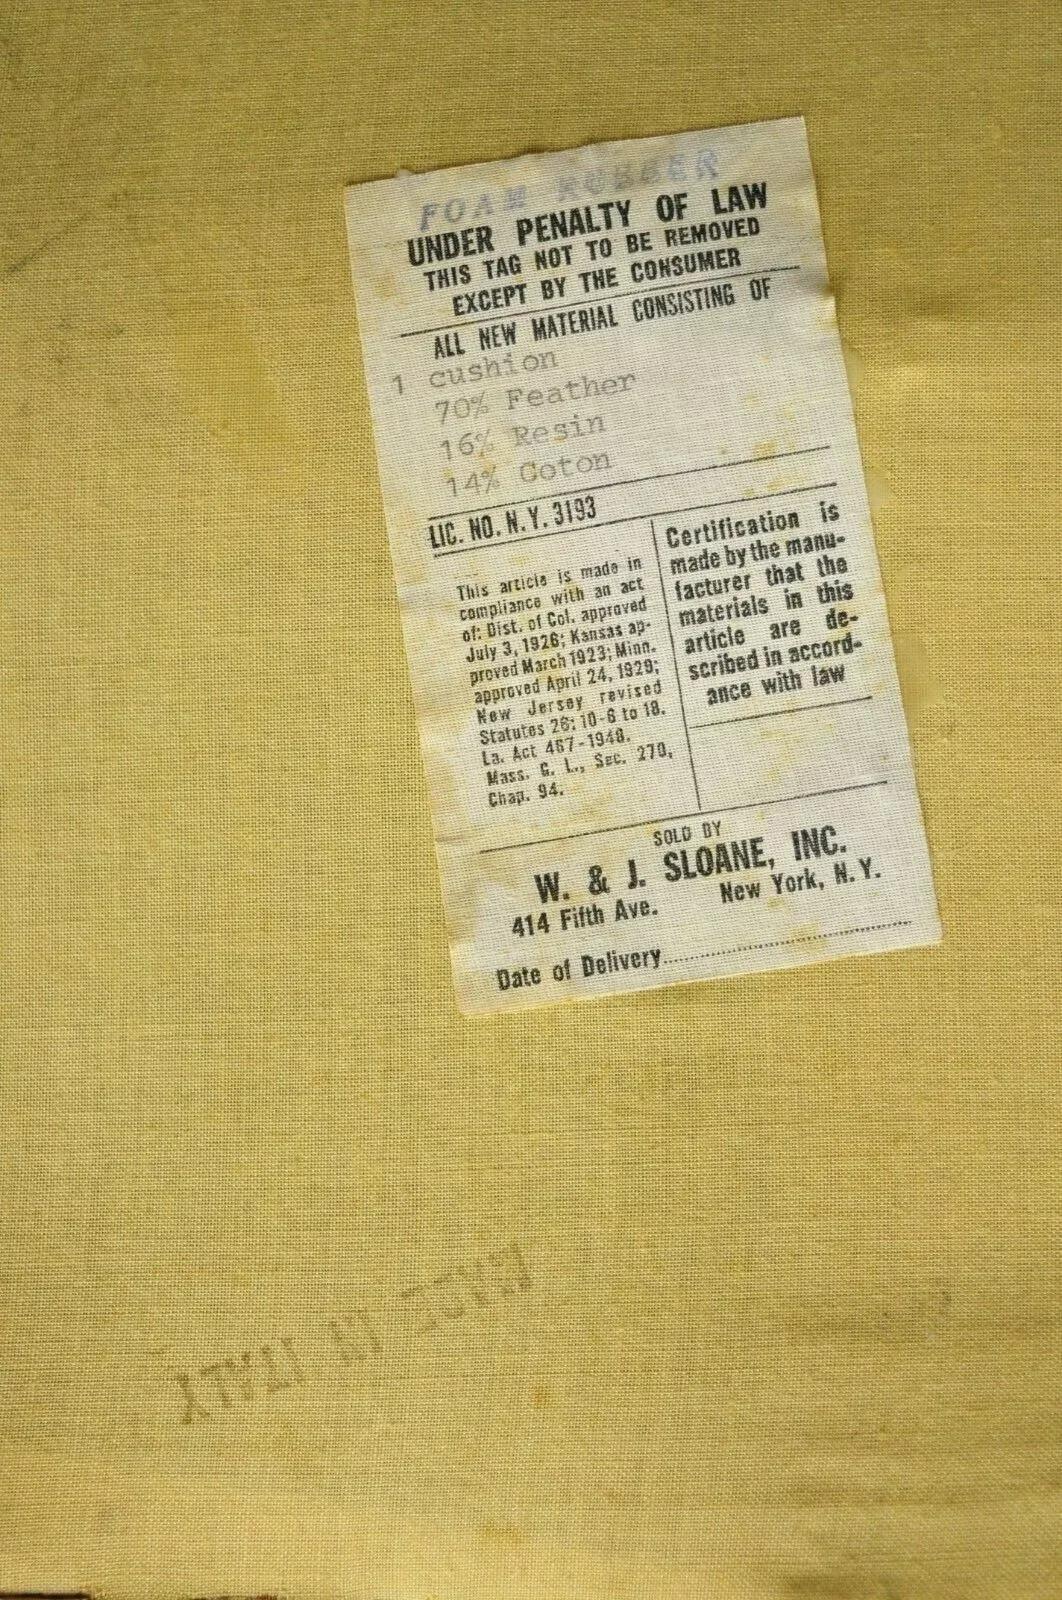 FOAM RUBBER
UNDER PENALTY OF LAW
THIS TAG NOT TO BE REMOVED
EXCEPT BY THE CONSUMER
ALL NEW MATERIAL CONSISTING OF
1 cushion
70% Feather
16% Resin
14% Coton
LIC. NO. N.Y. 3193
This article is made in
compliance with an act
of: Dist. of Col. approved
July 3, 1926; Kansas ap-
proved March 1923; Minn.
approved April 24, 1929;
New Jersey revised
Statutes 26: 10-6 to 18.
La. Act 467-1948.
Mass. G. L., Sec. 270,
Chap. 94.
Certification is
made by the manu-
facturer that the
materials in this
article are de-
scribed in accord-
ance with law
SOLD BY
W. & J. SLOANE, INC.
414 Fifth Ave. New York, N.Y.
Date of Delivery
MADE IN ITALY